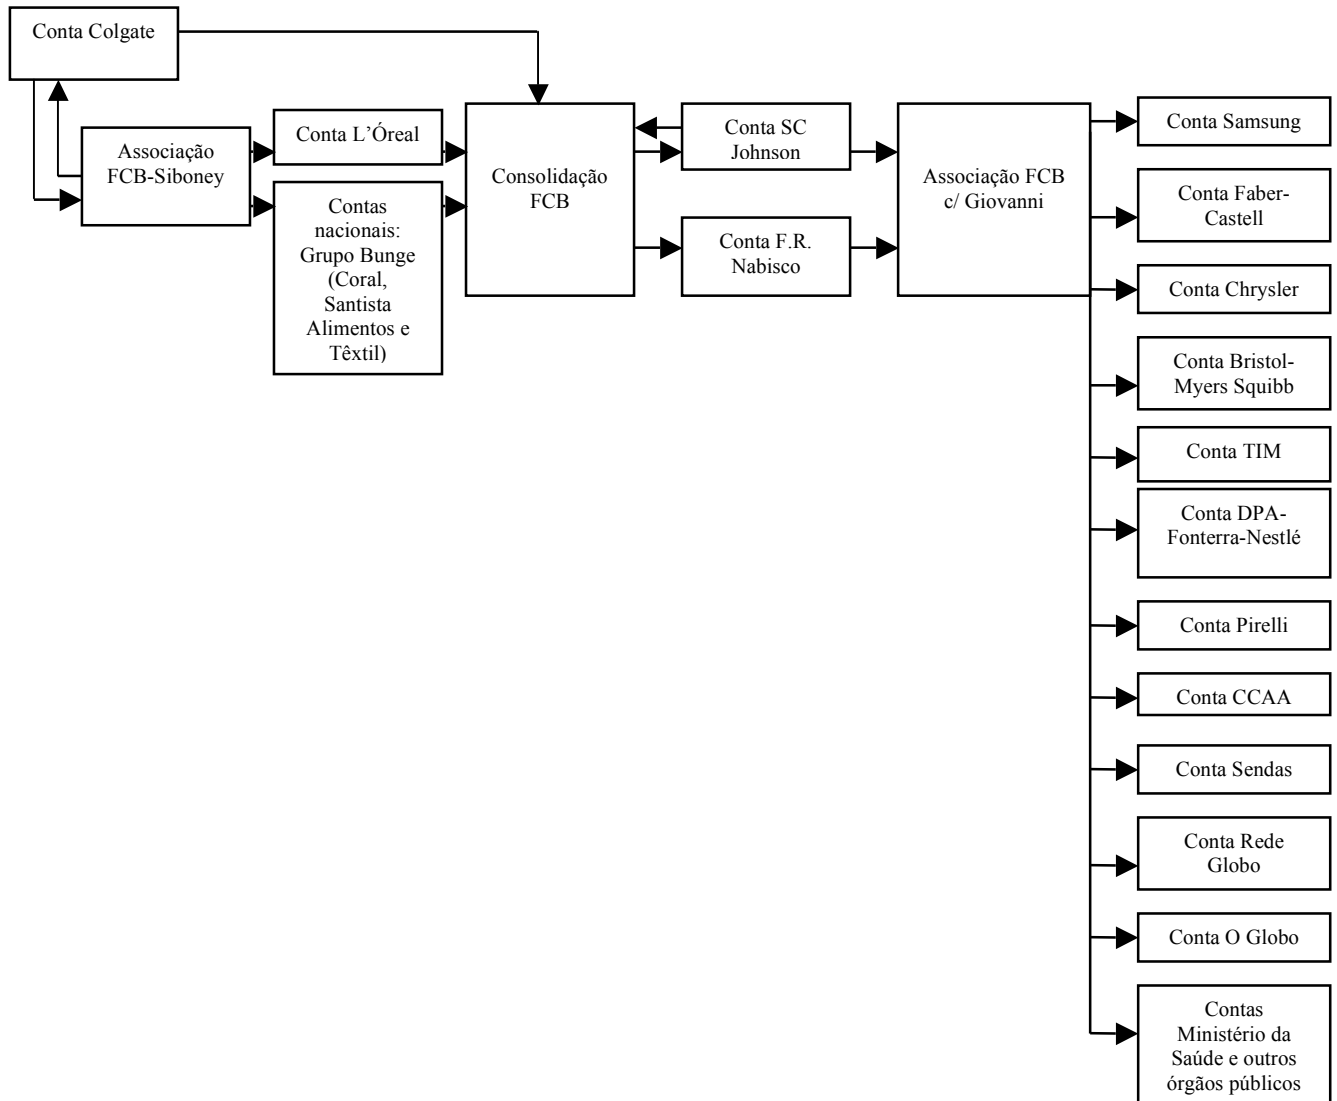 Conta Colgate
Associação
FCB-Siboney
Conta L’Óreal
Contas
nacionais:
Grupo Bunge
(Coral,
Santista
Alimentos e
Têxtil)
Consolidação
FCB
Conta SC
Johnson
Conta F.R.
Nabisco
Associação FCB
c/ Giovanni
Conta Samsung
Conta Faber-
Castell
Conta Chrysler
Conta Bristol-
Myers Squibb
Conta TIM
Conta DPA-
Fonterra-Nestlé
Conta Pirelli
Conta CCAA
Conta Sendas
Conta Rede
Globo
Conta O Globo
Contas
Ministério da
Saúde e outros
órgãos públicos